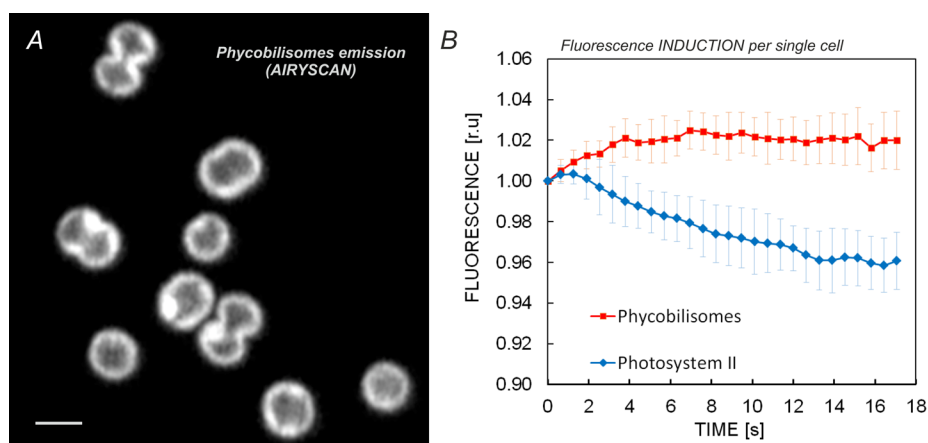 A
Phycobilisomes emission
(AIRYSCAN)
B
Fluorescence INDUCTION per single cell
1.06
1.04
1.02
1.00
0.98
0.96
0.94
0.92
0.90
FLUORESCENCE [r.u]
Phycobilisomes
Photosystem II
0 2 4 6 8 10 12 14 16 18
TIME [s]